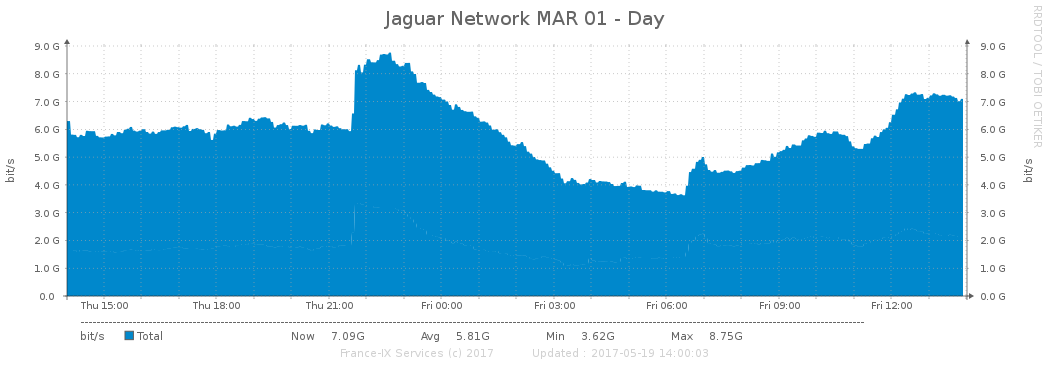 Jaguar Network MAR 01 - Day
RRDTOOL / TOBI OETIKER
bit/s
9.0 G 9.0 G
8.0 G 8.0 G
7.0 G 7.0 G
6.0 G 6.0 G
5.0 G 5.0 G
4.0 G 4.0 G
3.0 G 3.0 G
2.0 G 2.0 G
1.0 G 1.0 G
0.0 0.0 G
bit/s
Thu 15:00 Thu 18:00 Thu 21:00 Fri 00:00 Fri 03:00 Fri 06:00 Fri 09:00 Fri 12:00
bit/s Total Now 7.09G Avg 5.81G Min 3.62G Max 8.75G
France-IX Services (c) 2017 Updated : 2017-05-19 14:00:03